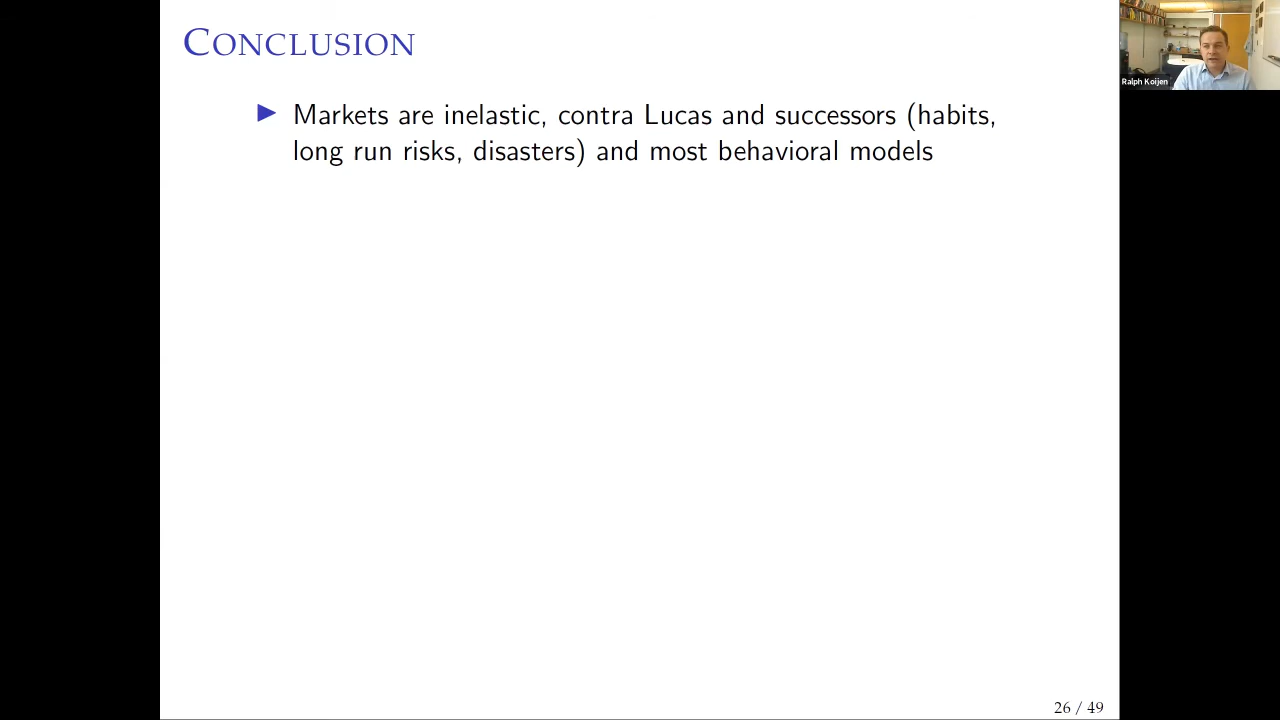 CONCLUSION
Ralph Koijen
▶ Markets are inelastic, contra Lucas and successors (habits,
long run risks, disasters) and most behavioral models
26 / 49